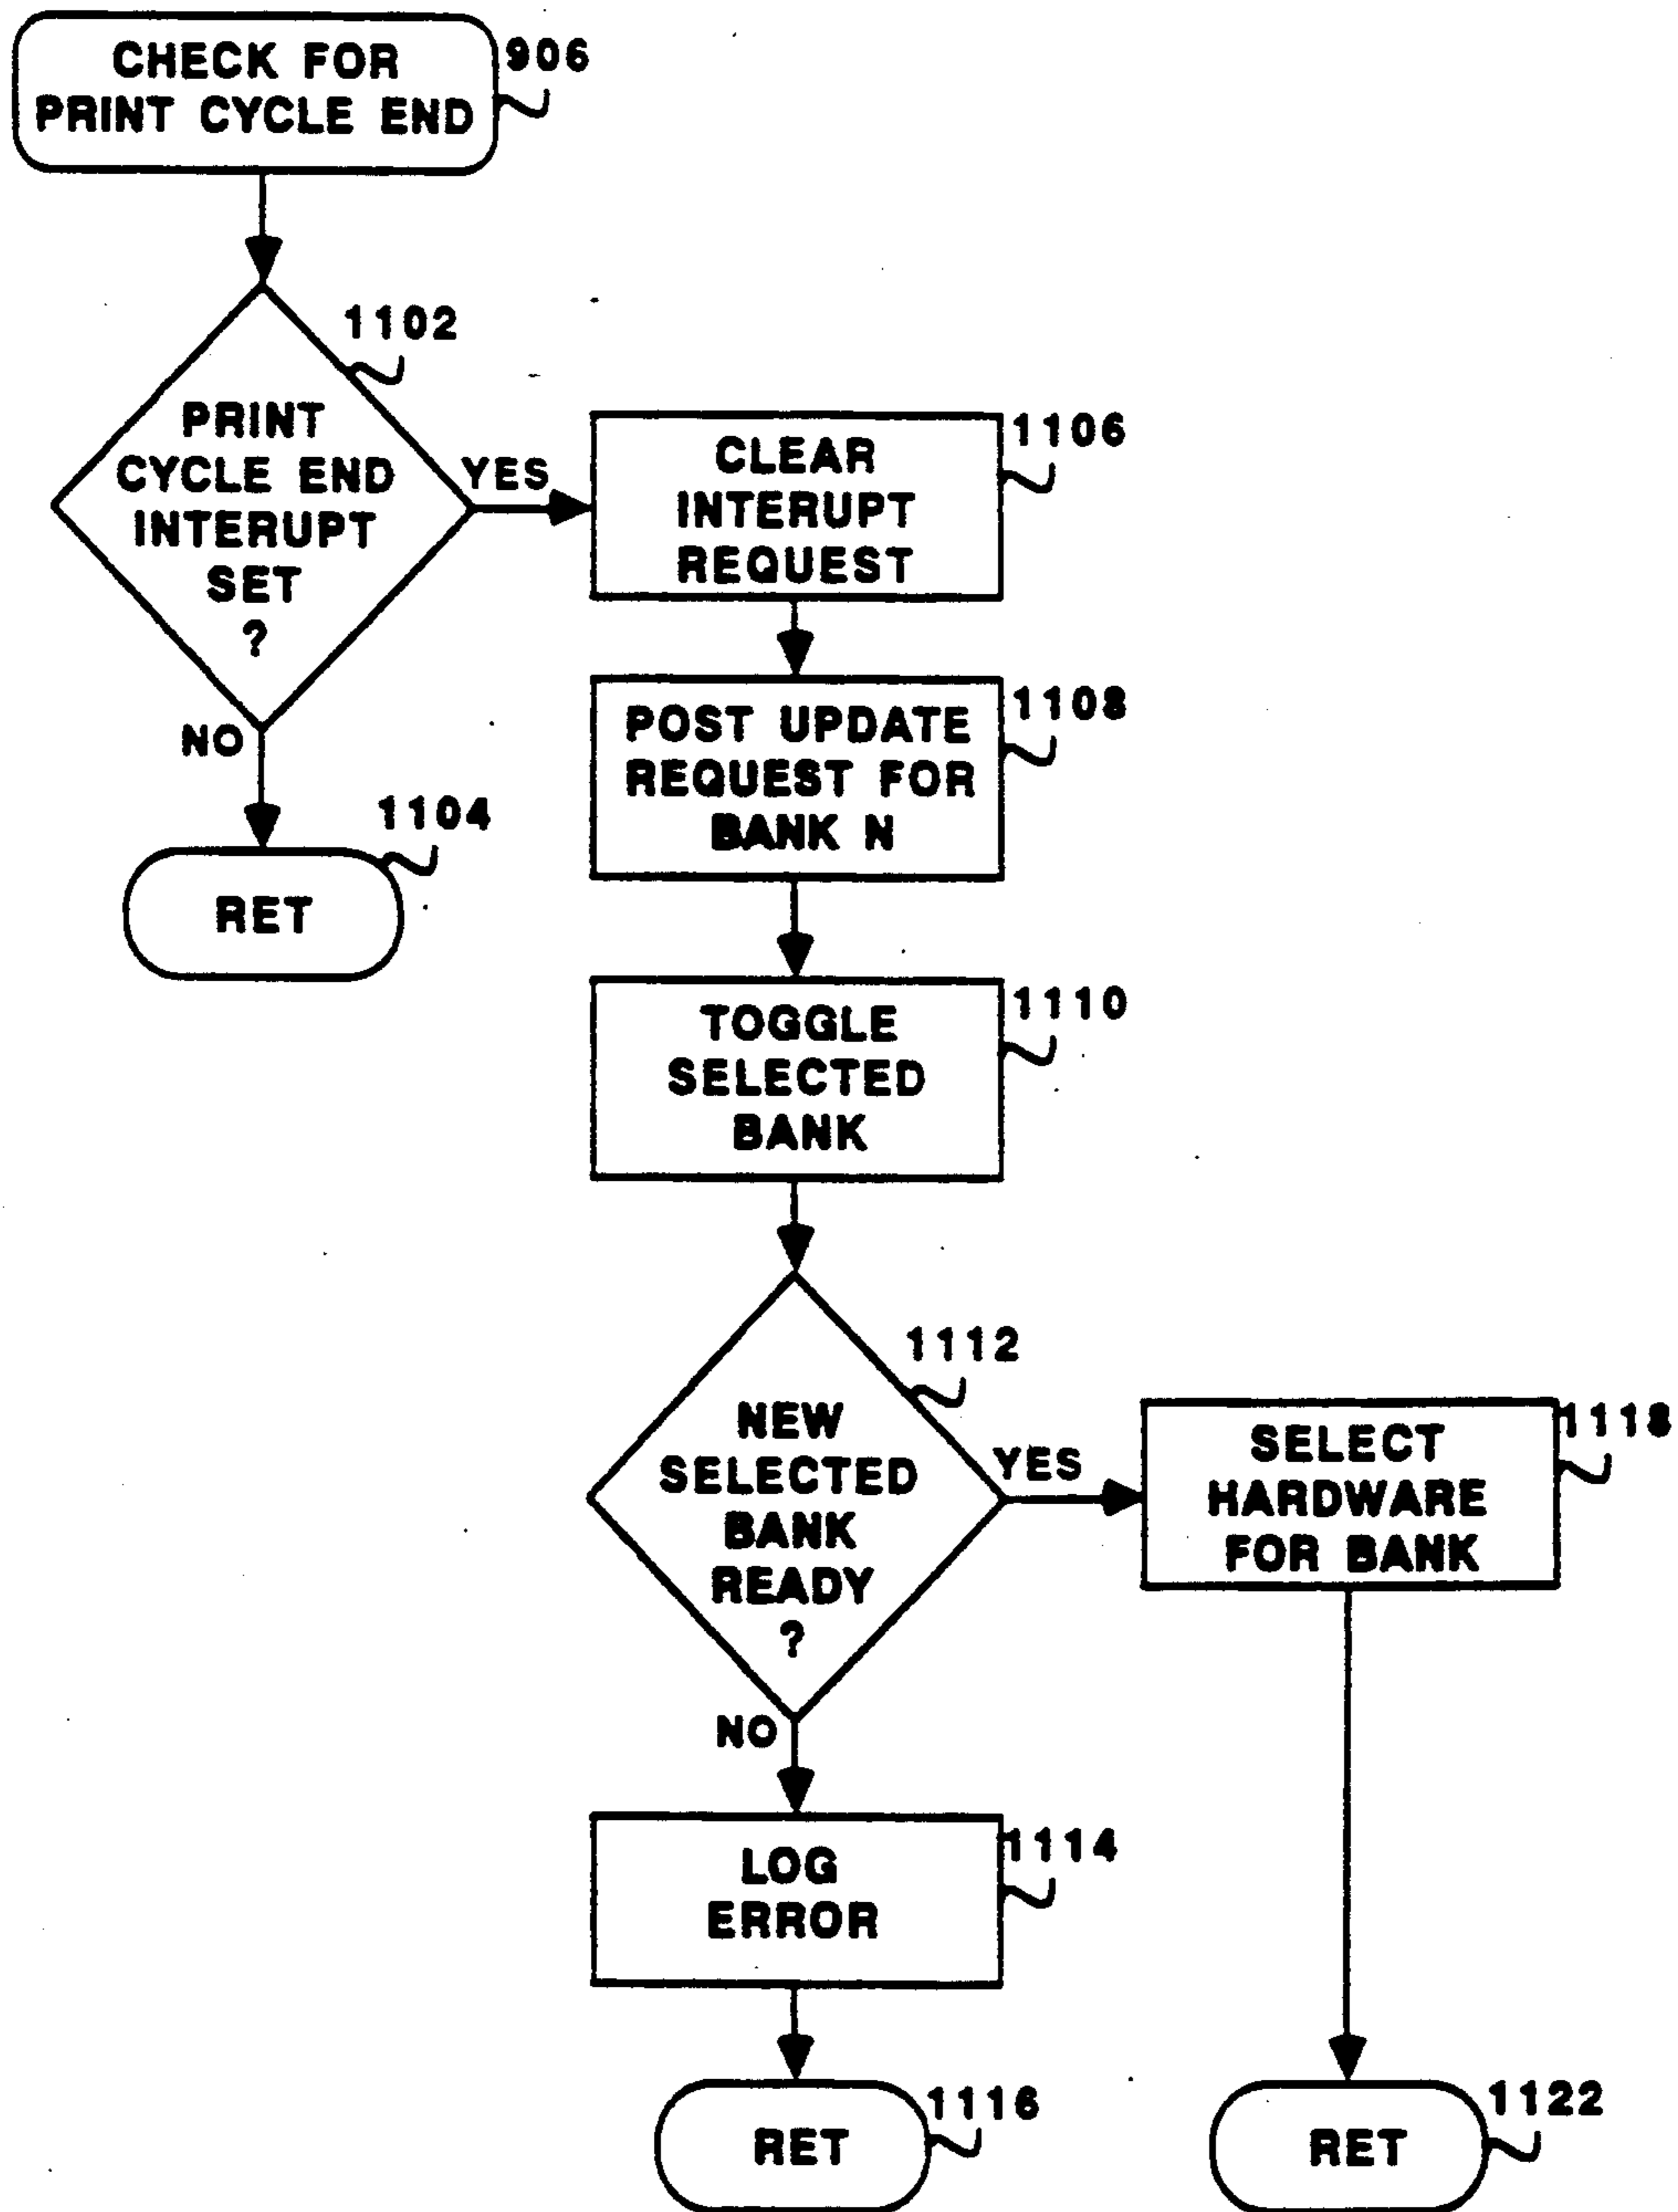 CHECK FOR
PRINT CYCLE END
906
1102
PRINT
CYCLE END
INTERUPT
SET
?
YES
NO
1104
RET
1106
CLEAR
INTERUPT
REQUEST
1108
POST UPDATE
REQUEST FOR
BANK N
1110
TOGGLE
SELECTED
BANK
1112
NEW
SELECTED
BANK
READY
?
YES
NO
1118
SELECT
HARDWARE
FOR BANK
1114
LOG
ERROR
1116
RET
1122
RET